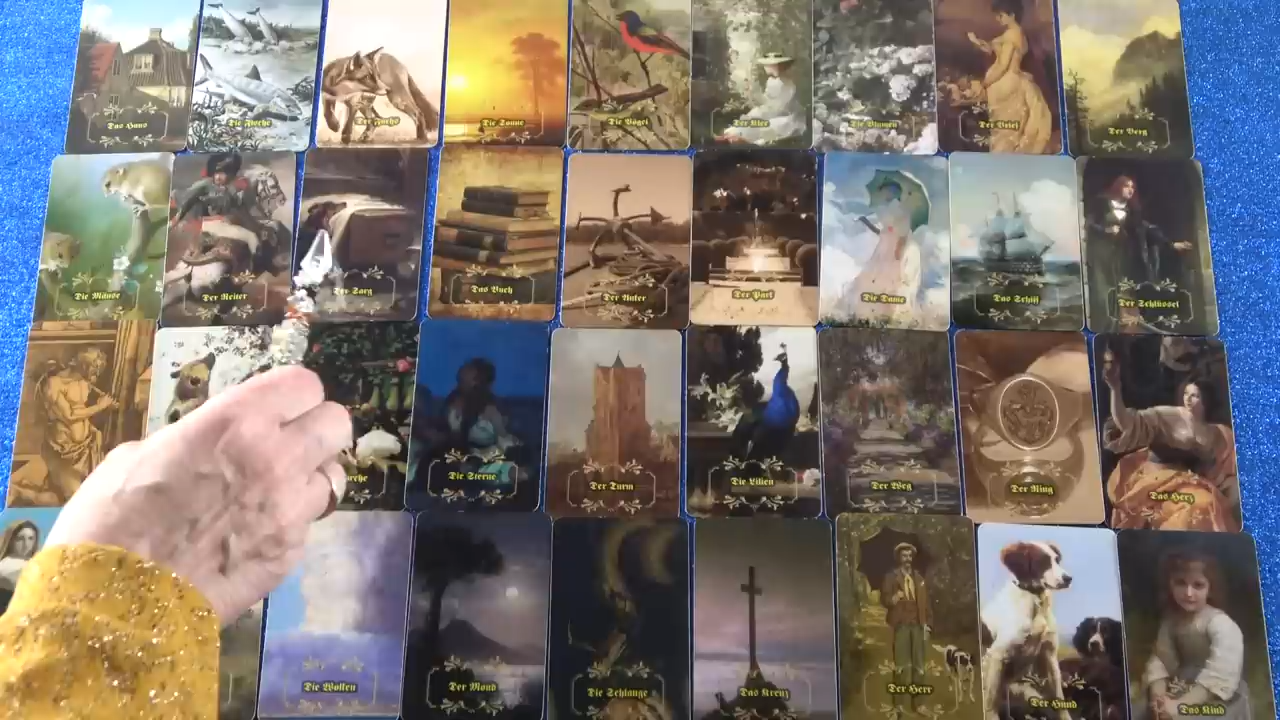 Das Haus
Die Fische
Der Fuchs
Die Sonne
Die Vögel
Der Klee
Die Blumen
Der Brief
Der Berg
Die Mäuse
Der Reiter
Der Sarg
Das Buch
Der Anker
Der Park
Die Dame
Das Schiff
Der Schlüssel
Die Sterne
Der Turm
Die Lilien
Der Weg
Der Ring
Das Herz
Die Wolken
Der Mond
Die Schlange
Das Kreuz
Der Herr
Der Hund
Das Kind